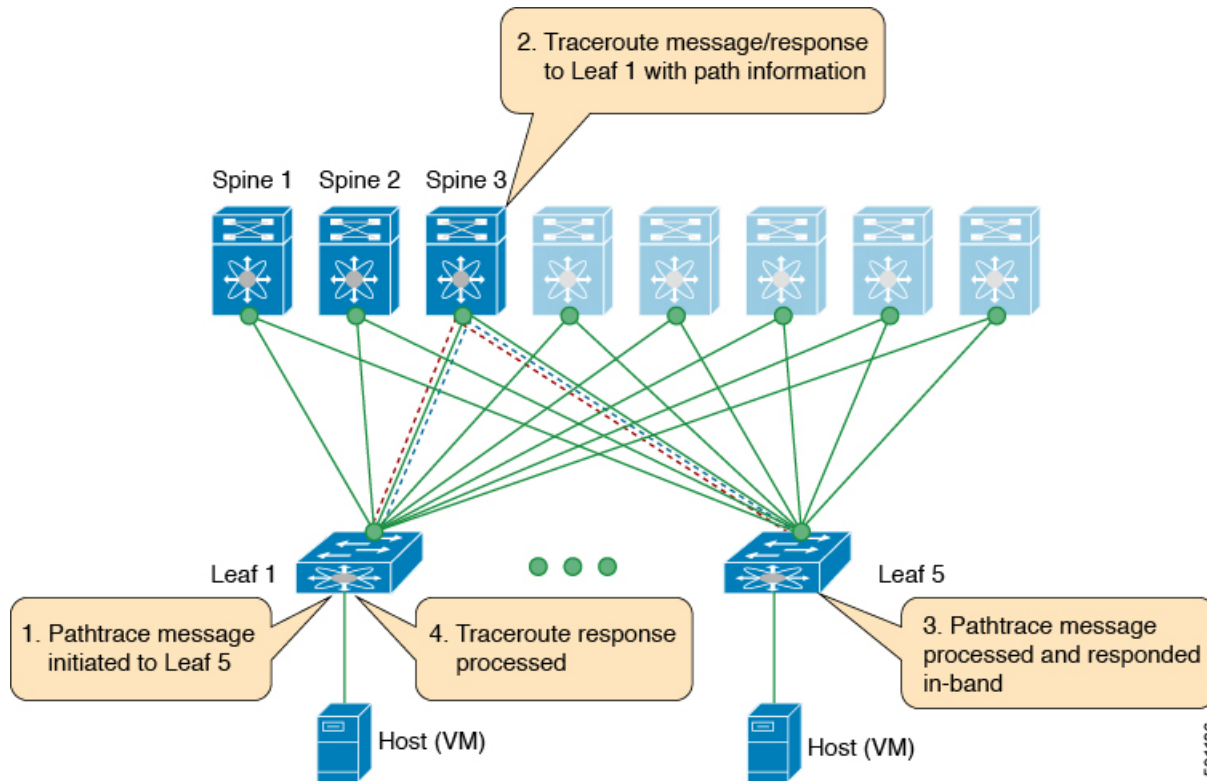 2. Traceroute message/response
to Leaf 1 with path information
Spine 1
Spine 2
Spine 3
Leaf 1
Leaf 5
1. Pathtrace message
initiated to Leaf 5
4. Traceroute response
processed
3. Pathtrace message
processed and responded
in-band
Host (VM)
Host (VM)